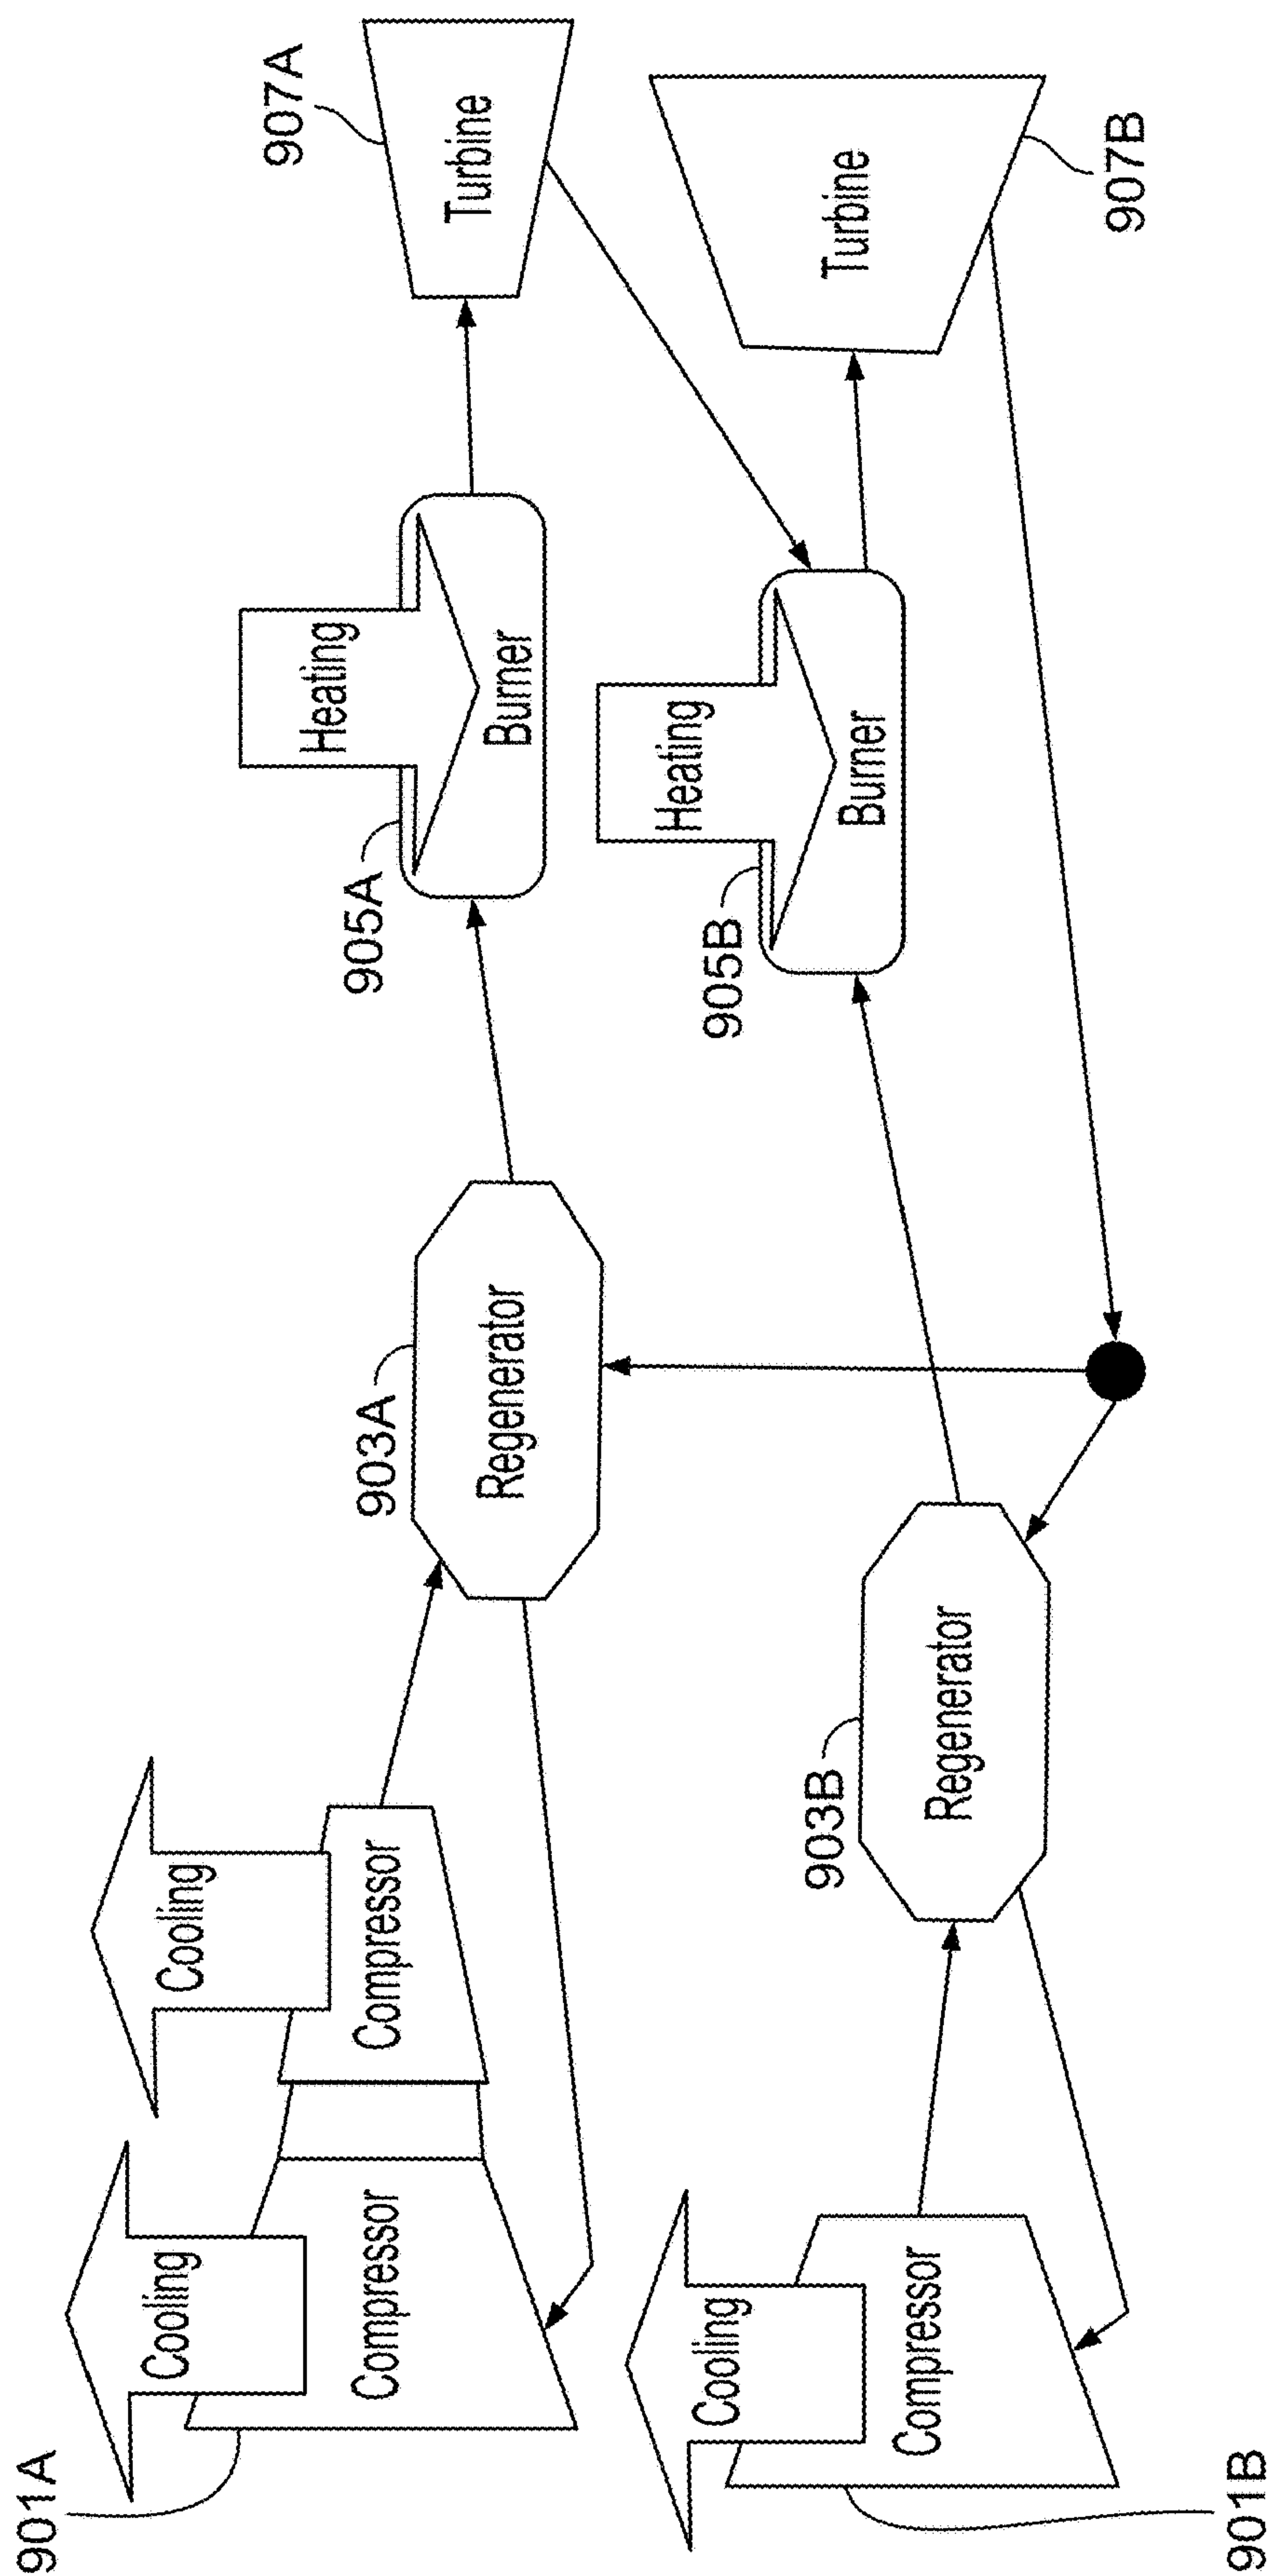 901A
Cooling
Compressor
Cooling
Compressor
903A
Regenerator
905A
Heating
Burner
907A
Turbine
901B
Cooling
Compressor
903B
Regenerator
905B
Heating
Burner
907B
Turbine